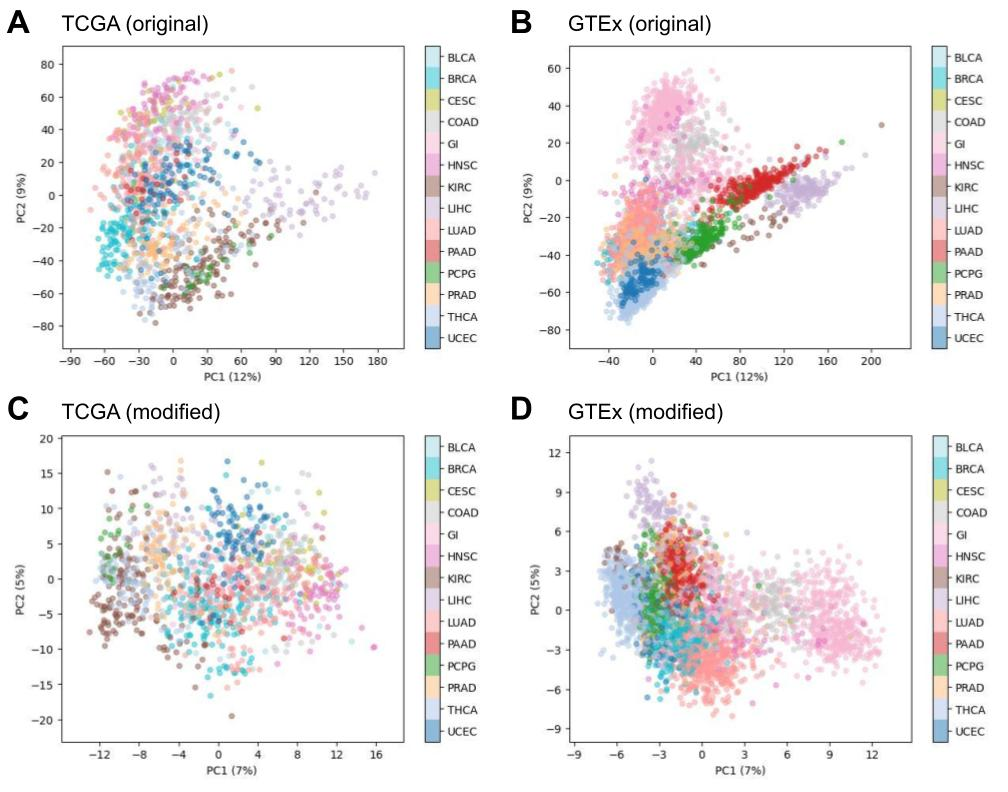 A TCGA (original)
80
60
40
20
0
−20
−40
−60
−80
PC2 (9%)
−90 −60 −30 0 30 60 90 120 150 180
PC1 (12%)
BLCA
BRCA
CESC
COAD
GI
HNSC
KIRC
LIHC
LUAD
PAAD
PCPG
PRAD
THCA
UCEC
B GTEx (original)
60
40
20
0
−20
−40
−60
−80
PC2 (9%)
−40 0 40 80 120 160 200
PC1 (12%)
BLCA
BRCA
CESC
COAD
GI
HNSC
KIRC
LIHC
LUAD
PAAD
PCPG
PRAD
THCA
UCEC
C TCGA (modified)
20
15
10
5
0
−5
−10
−15
−20
PC2 (5%)
−12 −8 −4 0 4 8 12 16
PC1 (7%)
BLCA
BRCA
CESC
COAD
GI
HNSC
KIRC
LIHC
LUAD
PAAD
PCPG
PRAD
THCA
UCEC
D GTEx (modified)
12
9
6
3
0
−3
−6
−9
PC2 (5%)
−9 −6 −3 0 3 6 9 12
PC1 (7%)
BLCA
BRCA
CESC
COAD
GI
HNSC
KIRC
LIHC
LUAD
PAAD
PCPG
PRAD
THCA
UCEC